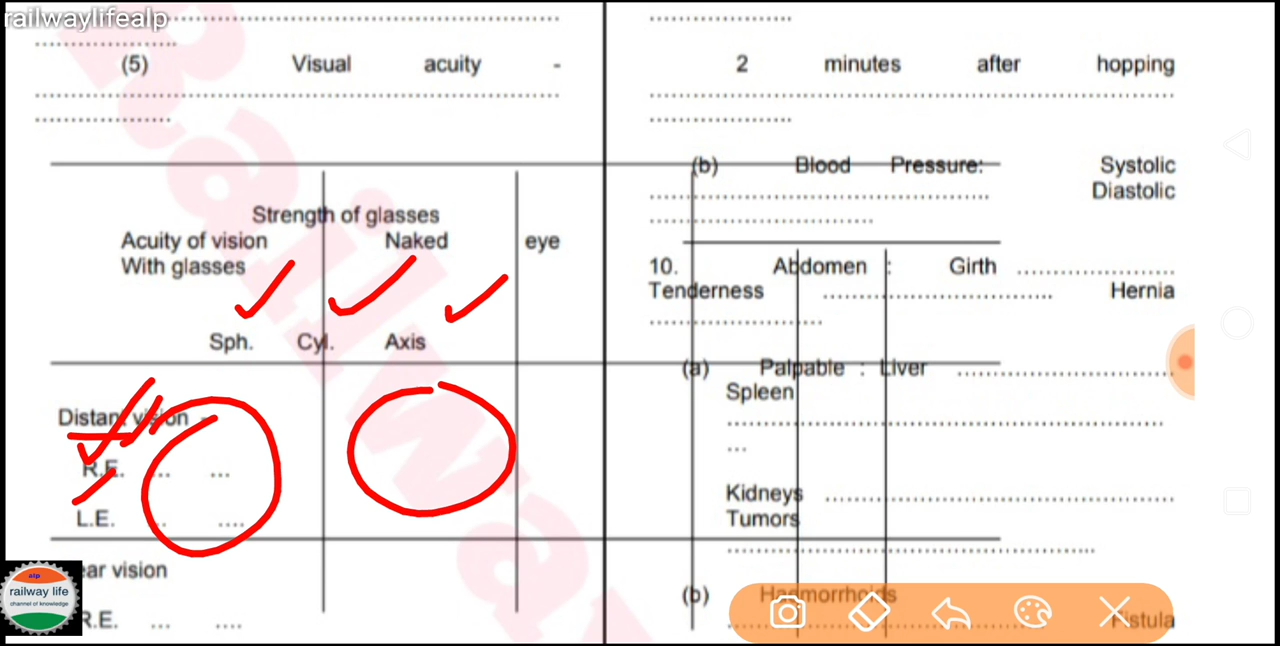 railwaylifealp
(5) Visual acuity -
Strength of glasses
Acuity of vision Naked eye
With glasses
Sph. Cyl. Axis
Distant vision -
R.E. ... ...
L.E. .. ....
ear vision
R.E. ... ....
2 minutes after hopping
(b) Blood Pressure: Systolic
Diastolic
10. Abdomen : Girth
Tenderness Hernia
(a) Palpable : Liver
Spleen
...
Kidneys
Tumors
(b) Haemorrhoids
Fistula
Railway
alp
railway life
channel of knowledge